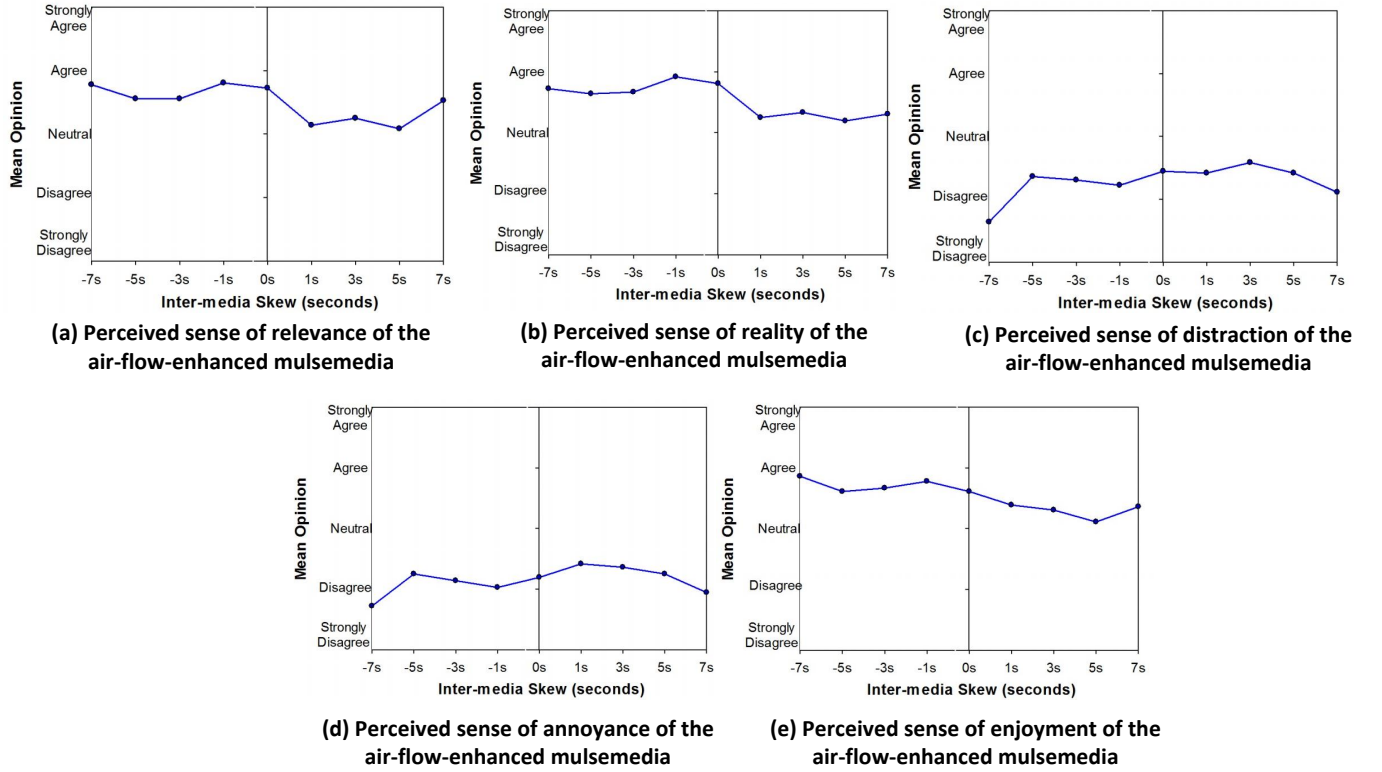 Strongly
Agree
Agree
Neutral
Disagree
Strongly
Disagree
Mean Opinion
-7s -5s -3s -1s 0s 1s 3s 5s 7s
Inter-media Skew (seconds)
(a) Perceived sense of relevance of the
air-flow-enhanced mulsemedia
Strongly
Agree
Agree
Neutral
Disagree
Strongly
Disagree
Mean Opinion
-7s -5s -3s -1s 0s 1s 3s 5s 7s
Inter-media Skew (seconds)
(b) Perceived sense of reality of the
air-flow-enhanced mulsemedia
Strongly
Agree
Agree
Neutral
Disagree
Strongly
Disagree
Mean Opinion
-7s -5s -3s -1s 0s 1s 3s 5s 7s
Inter-media Skew (seconds)
(c) Perceived sense of distraction of the
air-flow-enhanced mulsemedia
Strongly
Agree
Agree
Neutral
Disagree
Strongly
Disagree
Mean Opinion
-7s -5s -3s -1s 0s 1s 3s 5s 7s
Inter-media Skew (seconds)
(d) Perceived sense of annoyance of the
air-flow-enhanced mulsemedia
Strongly
Agree
Agree
Neutral
Disagree
Strongly
Disagree
Mean Opinion
-7s -5s -3s -1s 0s 1s 3s 5s 7s
Inter-media Skew (seconds)
(e) Perceived sense of enjoyment of the
air-flow-enhanced mulsemedia